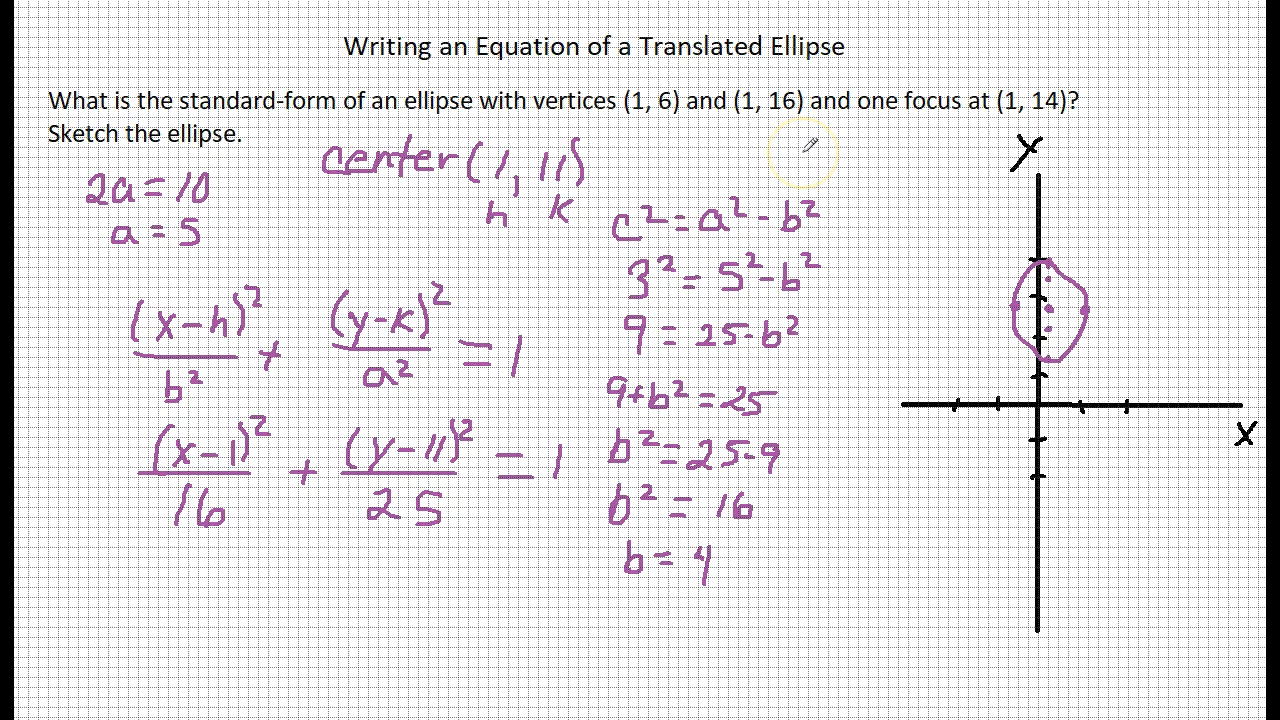 Writing an Equation of a Translated Ellipse
What is the standard-form of an ellipse with vertices (1, 6) and (1, 16) and one focus at (1, 14)?
Sketch the ellipse.
center (1, 11)
h k
2a = 10
a = 5
(x-h)²/b² + (y-k)²/a² = 1
(x-1)²/16 + (y-11)²/25 = 1
c² = a² - b²
3² = 5² - b²
9 = 25 - b²
9 + b² = 25
b² = 25 - 9
b² = 16
b = 4
y
x